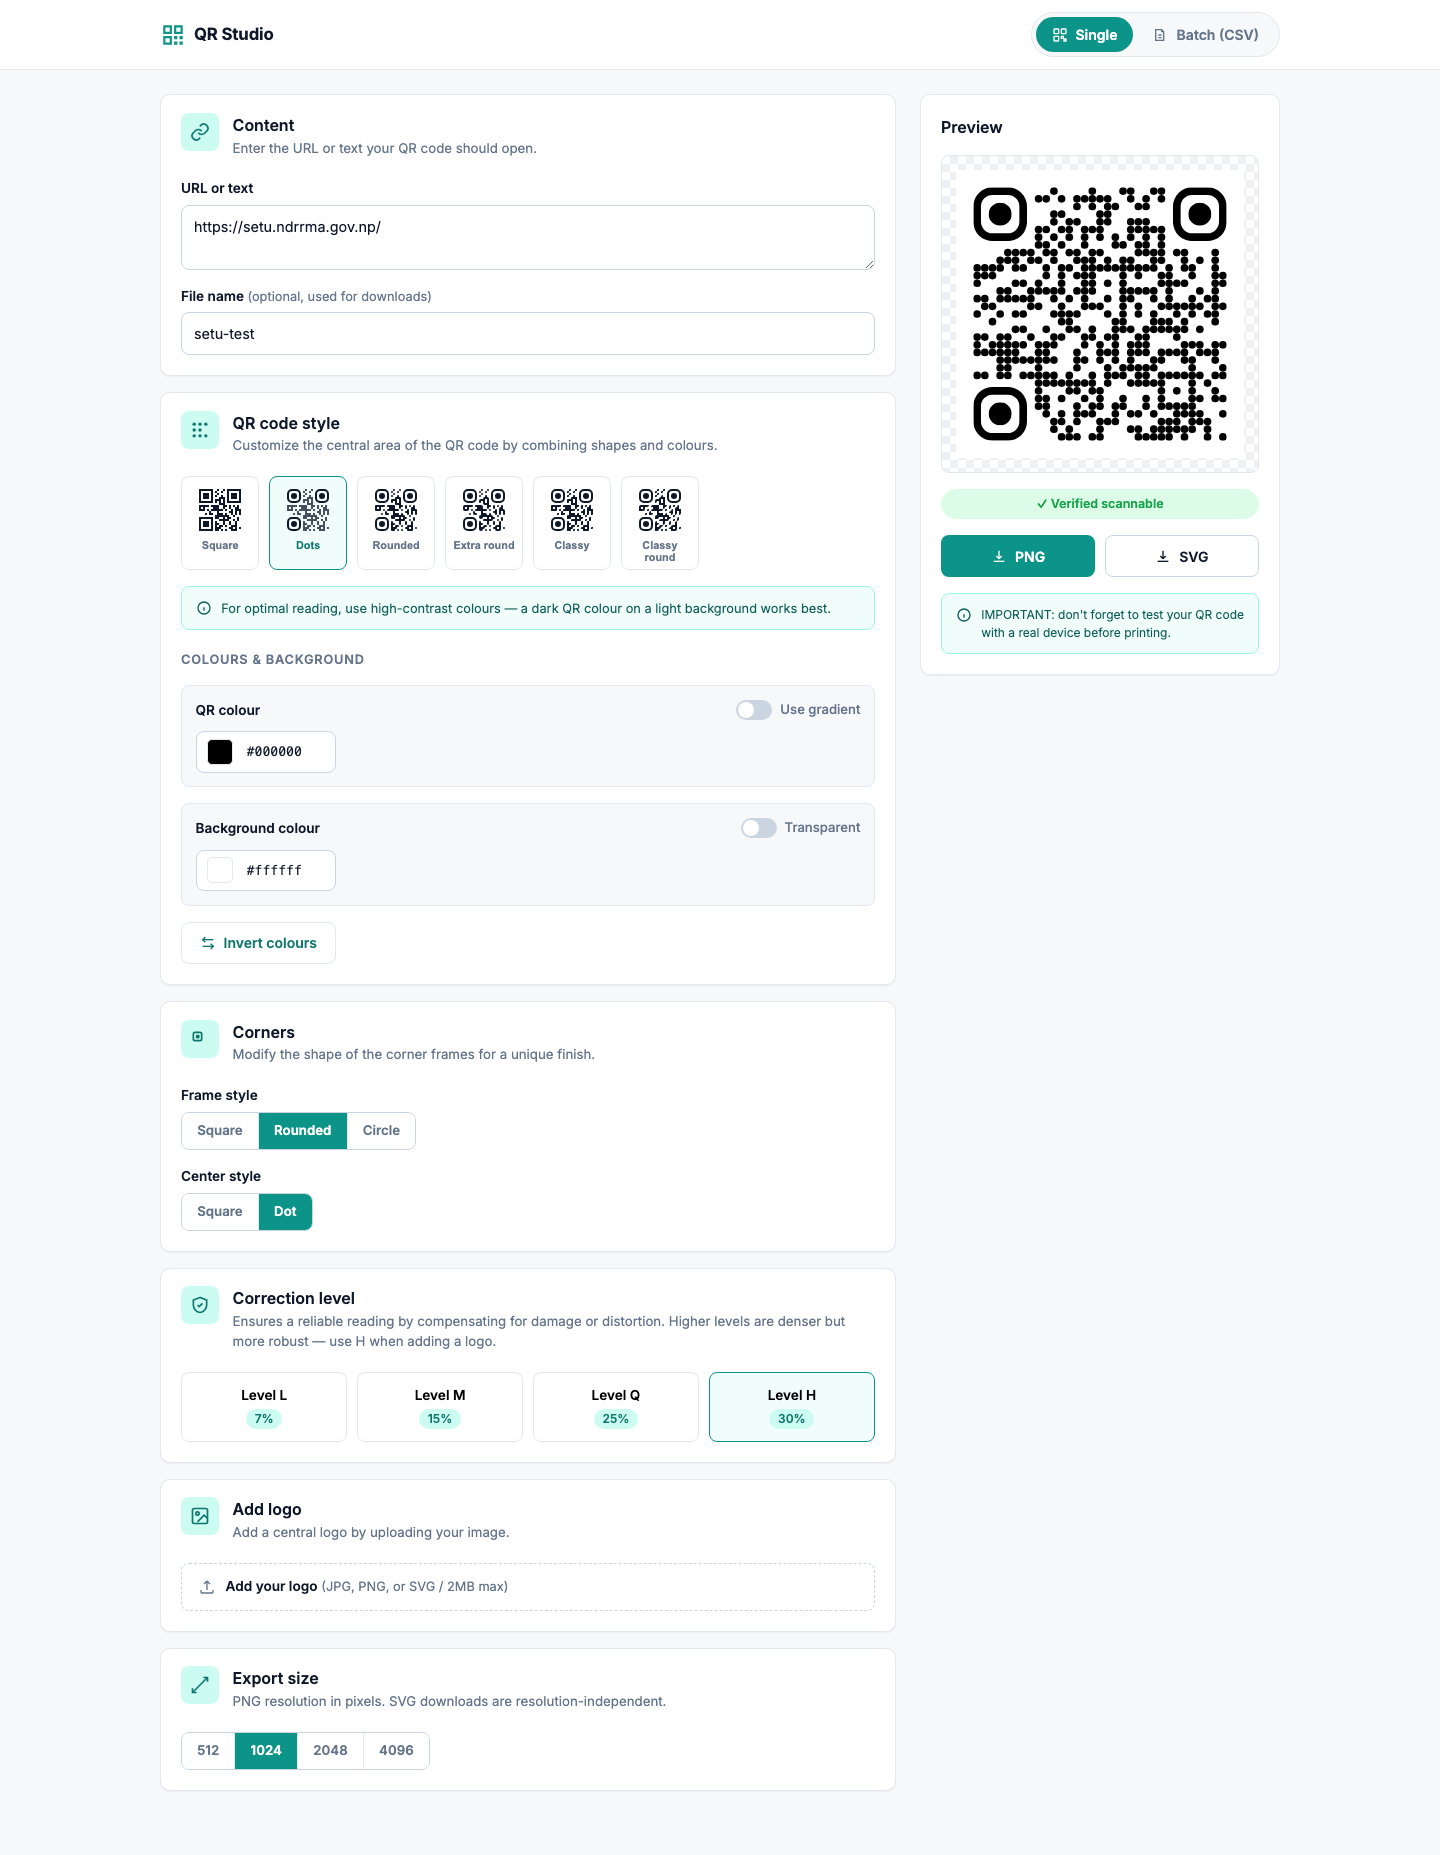 QR Studio
Single
Batch (CSV)
Content
Enter the URL or text your QR code should open.
URL or text
https://setu.ndrrma.gov.np/
File name (optional, used for downloads)
setu-test
QR code style
Customize the central area of the QR code by combining shapes and colours.
Square
Dots
Rounded
Extra round
Classy
Classy
round
For optimal reading, use high-contrast colours — a dark QR colour on a light background works best.
COLOURS & BACKGROUND
QR colour
Use gradient
#000000
Background colour
Transparent
#ffffff
Invert colours
Corners
Modify the shape of the corner frames for a unique finish.
Frame style
Square
Rounded
Circle
Center style
Square
Dot
Correction level
Ensures a reliable reading by compensating for damage or distortion. Higher levels are denser but
more robust — use H when adding a logo.
Level L
7%
Level M
15%
Level Q
25%
Level H
30%
Add logo
Add a central logo by uploading your image.
Add your logo (JPG, PNG, or SVG / 2MB max)
Export size
PNG resolution in pixels. SVG downloads are resolution-independent.
512
1024
2048
4096
Preview
✓ Verified scannable
PNG
SVG
IMPORTANT: don't forget to test your QR code
with a real device before printing.